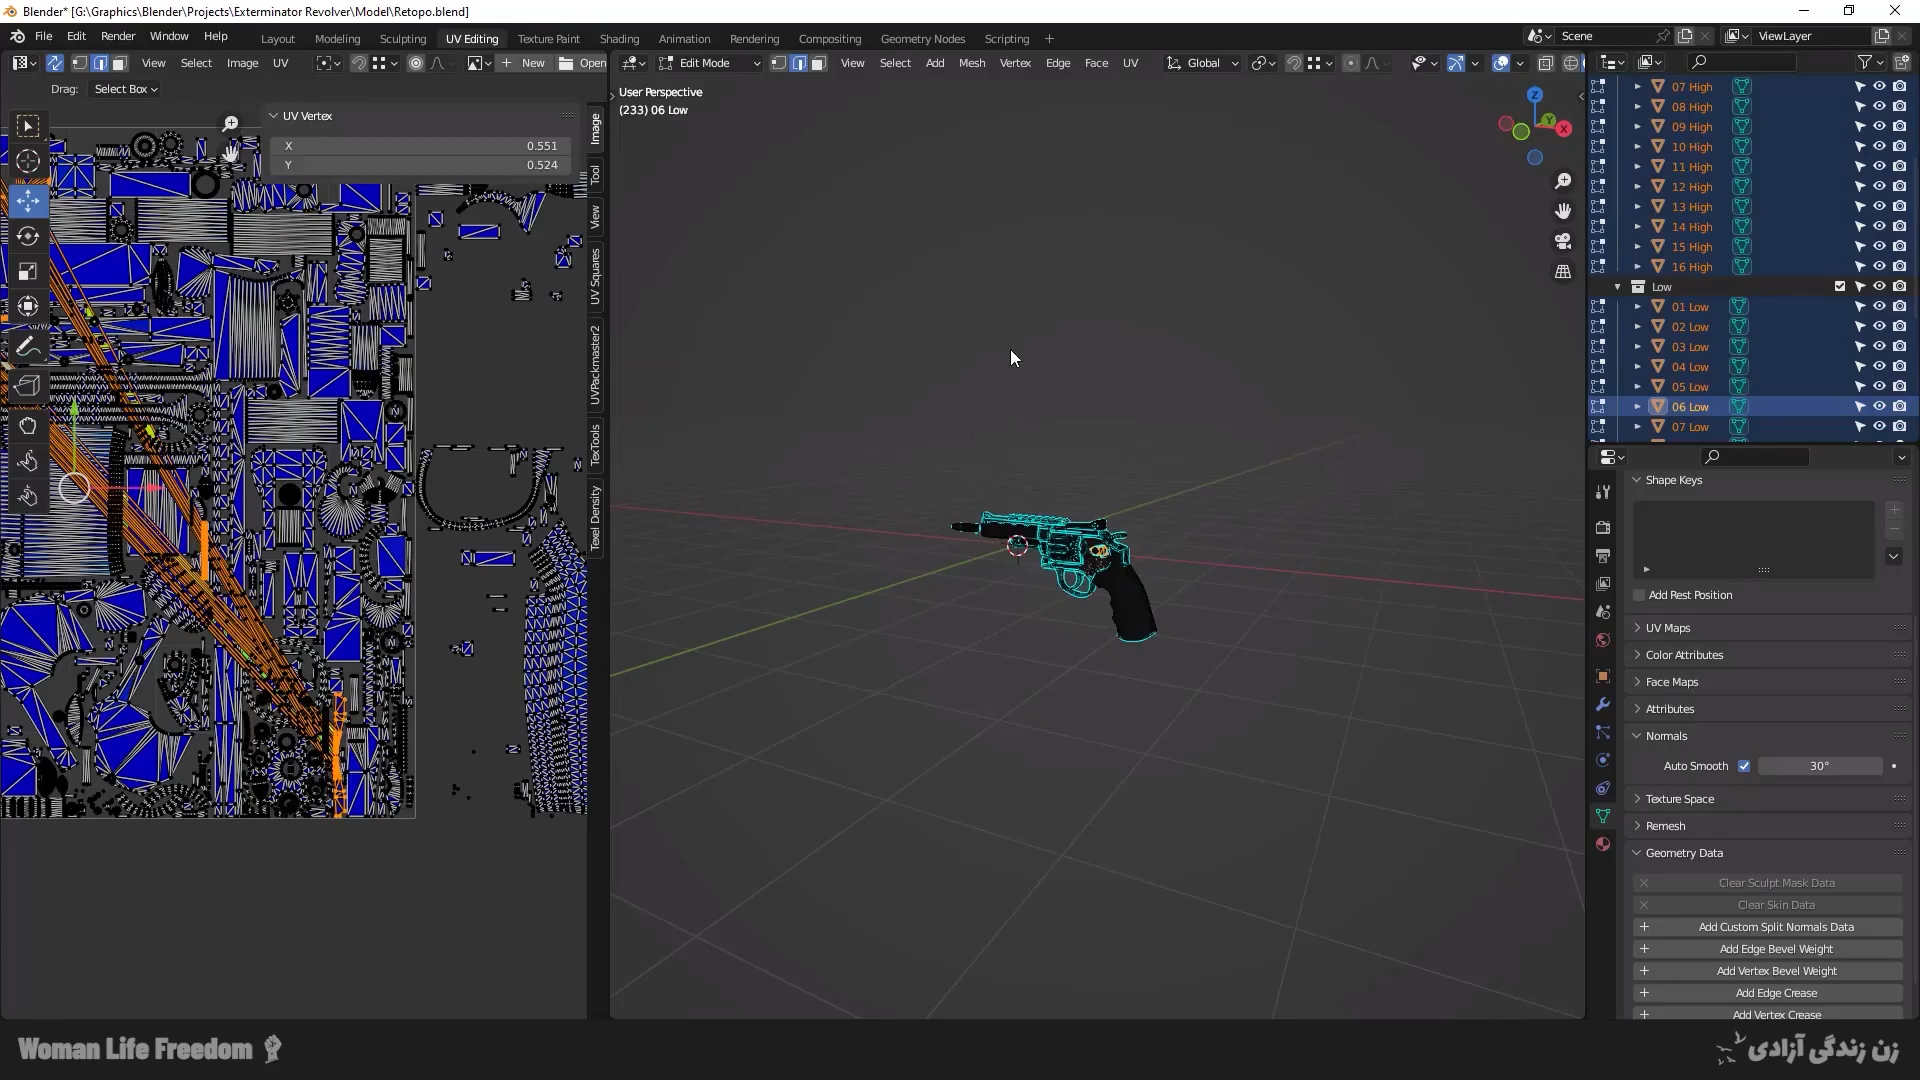 Blender* [G:\Graphics\Blender\Projects\Exterminator Revolver\Model\Retopo.blend]
File Edit Render Window Help
Layout Modeling Sculpting UV Editing Texture Paint Shading Animation Rendering Compositing Geometry Nodes Scripting
Scene
ViewLayer
View Select Image UV
New
Open
Edit Mode
View Select Add Mesh Vertex Edge Face UV
Global
Drag: Select Box
UV Vertex
X 0.551
Y 0.524
Image
Tool
View
UV Squares
UVPackmaster2
TexTools
Texel Density
User Perspective
(233) 06 Low
Z
Y
X
07 High
08 High
09 High
10 High
11 High
12 High
13 High
14 High
15 High
16 High
Low
01 Low
02 Low
03 Low
04 Low
05 Low
06 Low
07 Low
Shape Keys
Add Rest Position
UV Maps
Color Attributes
Face Maps
Attributes
Normals
Auto Smooth 30°
Texture Space
Remesh
Geometry Data
Clear Sculpt Mask Data
Clear Skin Data
Add Custom Split Normals Data
Add Edge Bevel Weight
Add Vertex Bevel Weight
Add Edge Crease
Add Vertex Crease
Woman Life Freedom
زن زندگی آزادی